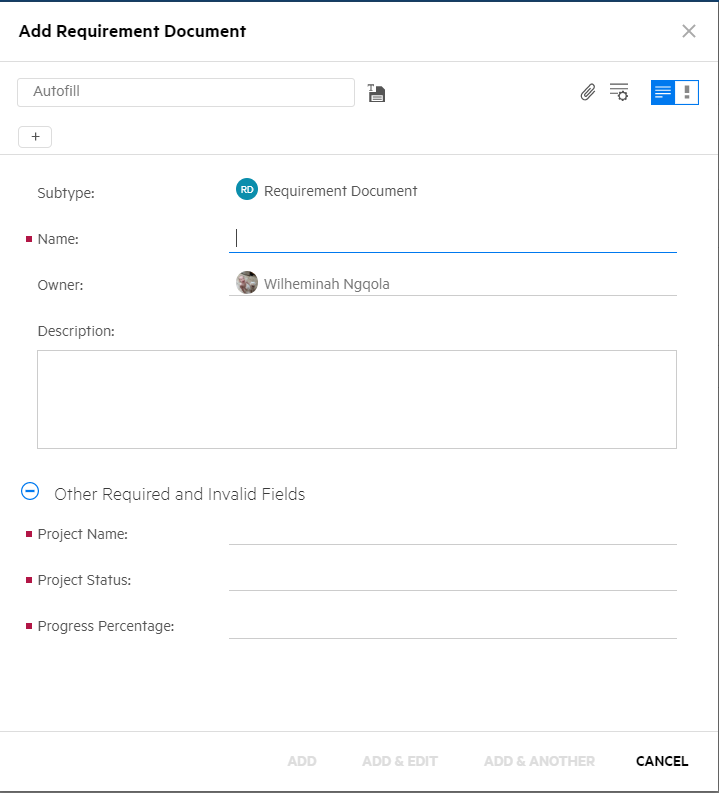 Add Requirement Document
Autofill
+
Subtype: RD Requirement Document
Name:
Owner: Wilheminah Ngqola
Description:
Other Required and Invalid Fields
Project Name:
Project Status:
Progress Percentage:
ADD ADD & EDIT ADD & ANOTHER CANCEL